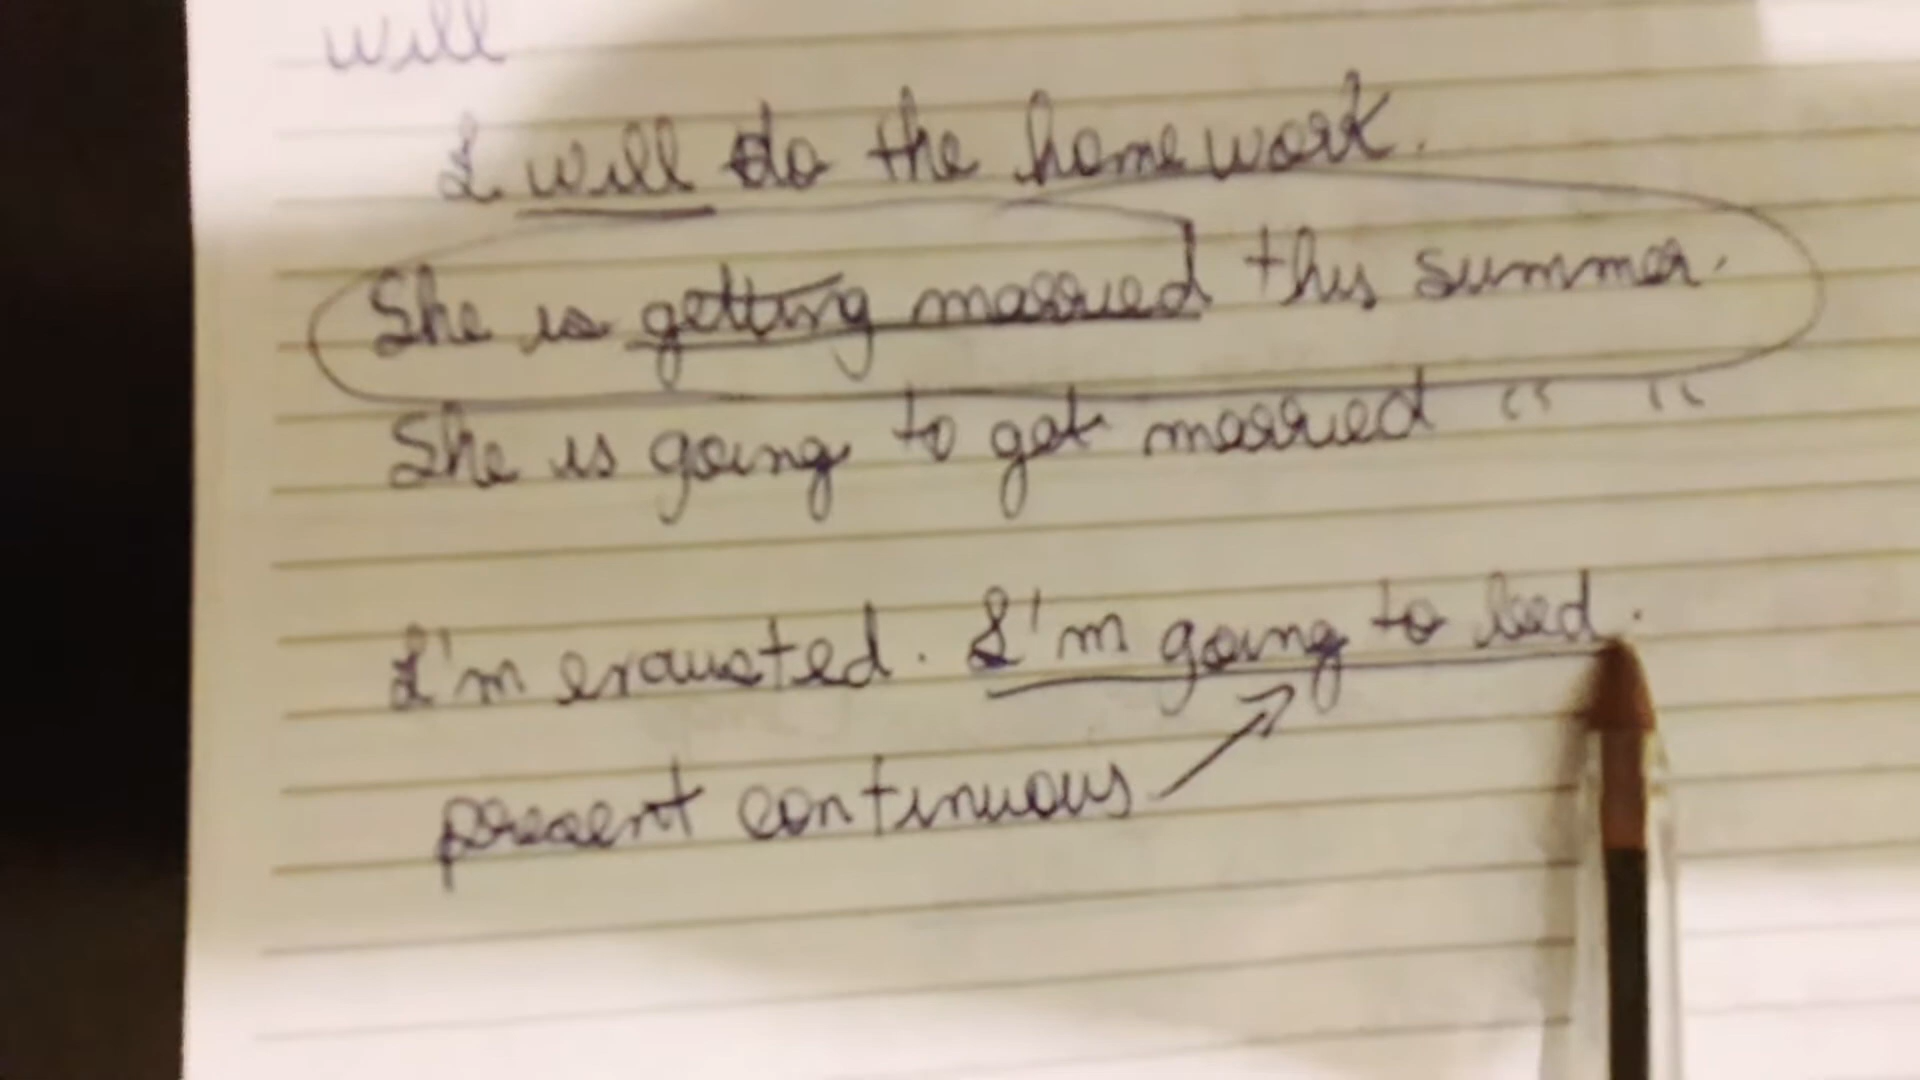 will
I will do the homework.
She is getting married this summer.
She is going to get married " "
I'm exausted. I'm going to bed.
present continuous